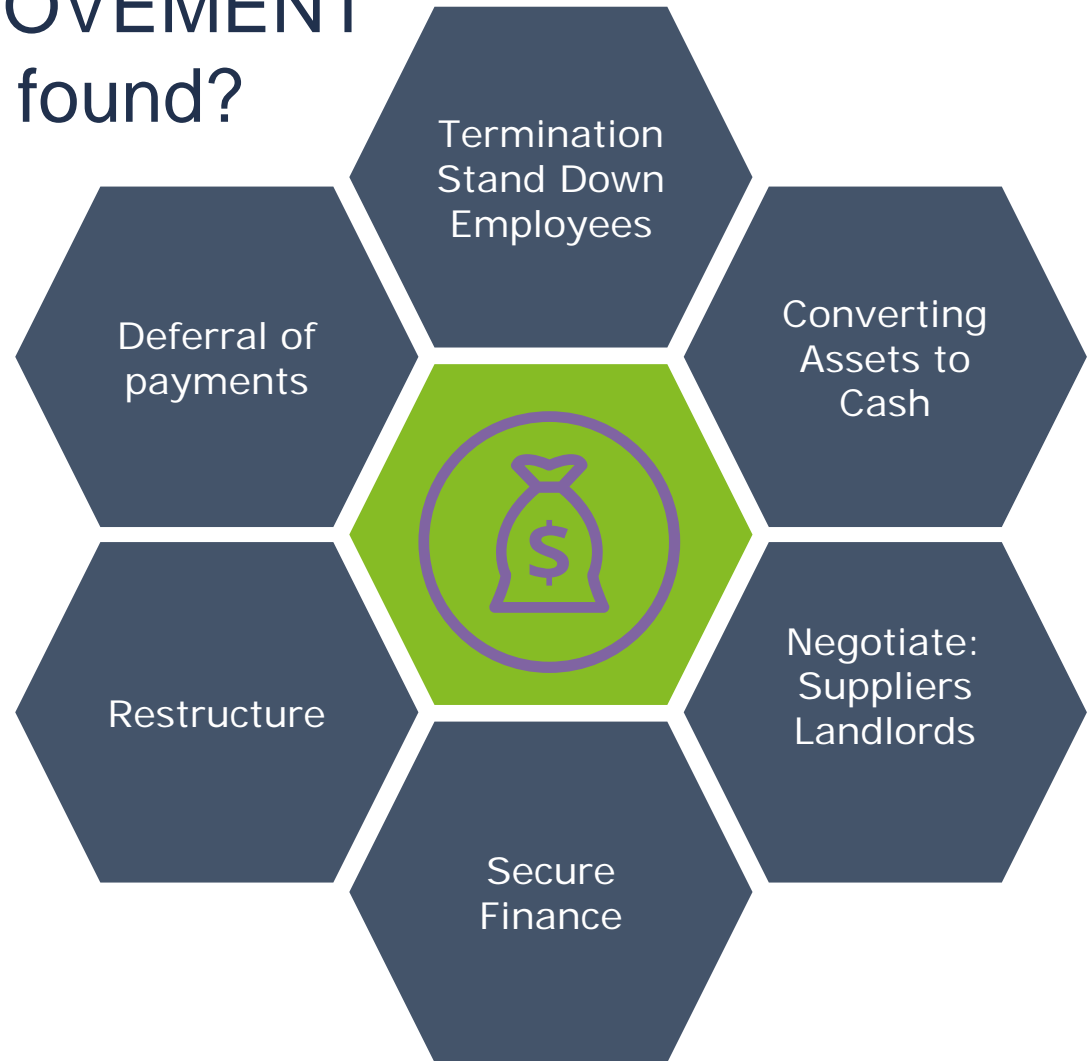 OVEMENT
found?
Termination
Stand Down
Employees
Converting
Assets to
Cash
Negotiate:
Suppliers
Landlords
Secure
Finance
Restructure
Deferral of
payments
$